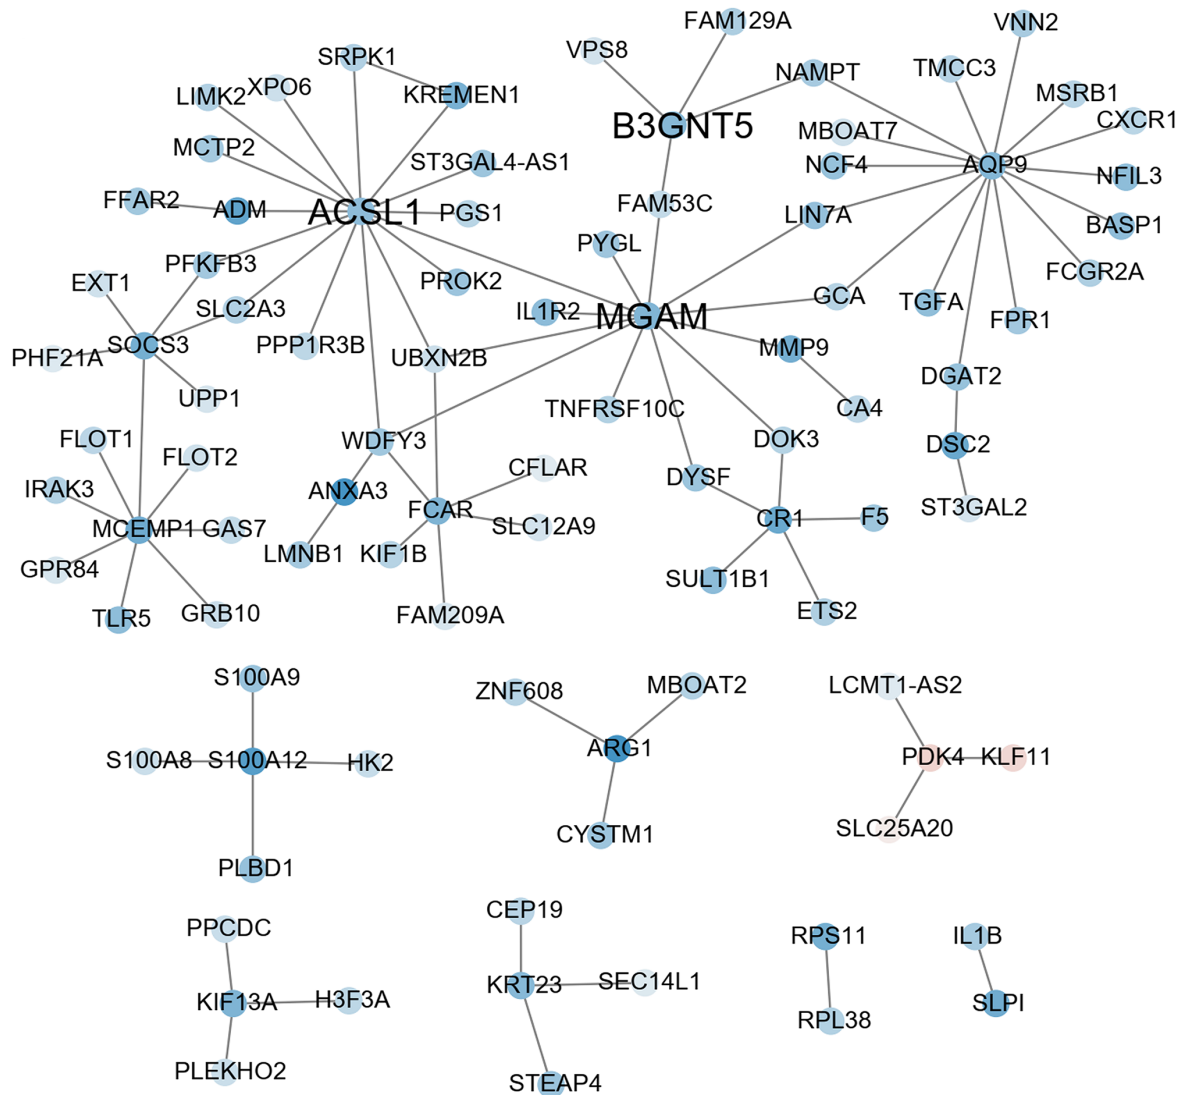 FAM129A
VNN2
VPS8
SRPK1
NAMPT
TMCC3
XPO6
LIMK2
KREMEN1
MSRB1
CXCR1
B3GNT5
MBOAT7
MCTP2
ST3GAL4-AS1
NCF4
AQP9
NFIL3
FFAR2
ADM
ACSL1
PGS1
FAM53C
LIN7A
BASP1
PYGL
PFKFB3
EXT1
PROK2
FCGR2A
SLC2A3
IL1R2
MGAM
GCA
TGFA
FPR1
SOCS3
PHF21A
PPP1R3B
UBXN2B
MMP9
DGAT2
UPP1
TNFRSF10C
CA4
FLOT1
FLOT2
WDFY3
DOK3
DSC2
CFLAR
IRAK3
ANXA3
DYSF
ST3GAL2
MCEMP1
GAS7
FCAR
SLC12A9
CR1
F5
GPR84
LMNB1
KIF1B
SULT1B1
TLR5
GRB10
FAM209A
ETS2
S100A9
ZNF608
MBOAT2
LCMT1-AS2
S100A8
S100A12
HK2
ARG1
PDK4
KLF11
CYSTM1
SLC25A20
PLBD1
PPCDC
CEP19
RPS11
IL1B
KIF13A
H3F3A
KRT23
SEC14L1
SLPI
RPL38
PLEKHO2
STEAP4